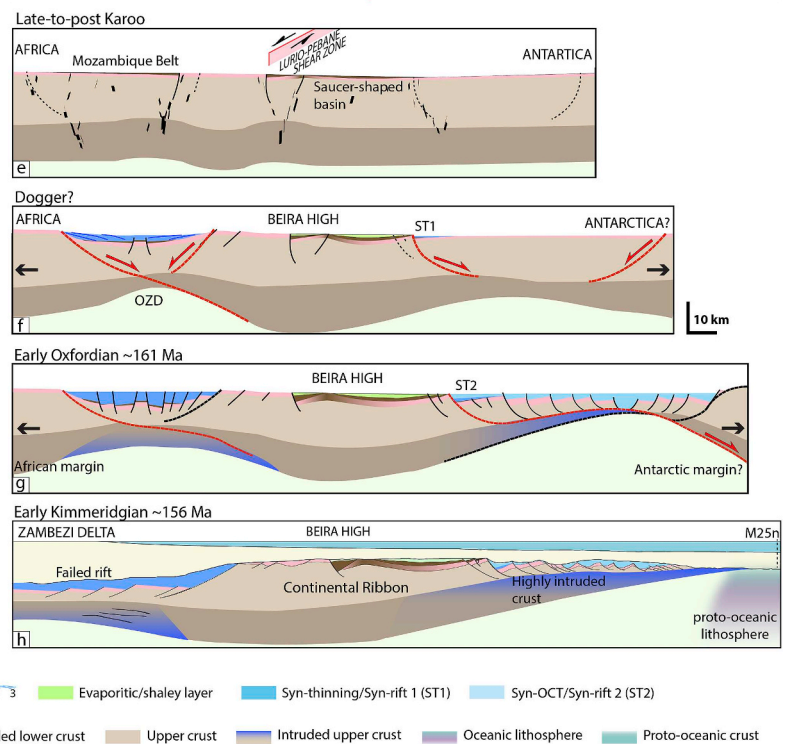 Late-to-post Karoo
AFRICA
Mozambique Belt
LURIO-PEBANE
SHEAR ZONE
ANTARTICA
Saucer-shaped
basin
e
Dogger?
AFRICA
BEIRA HIGH
ST1
ANTARCTICA?
OZD
f
10 km
Early Oxfordian ~161 Ma
BEIRA HIGH
ST2
African margin
Antarctic margin?
g
Early Kimmeridgian ~156 Ma
ZAMBEZI DELTA
BEIRA HIGH
M25n
Failed rift
Continental Ribbon
Highly intruded
crust
proto-oceanic
lithosphere
h
3
Evaporitic/shaley layer
Syn-thinning/Syn-rift 1 (ST1)
Syn-OCT/Syn-rift 2 (ST2)
ed lower crust
Upper crust
Intruded upper crust
Oceanic lithosphere
Proto-oceanic crust